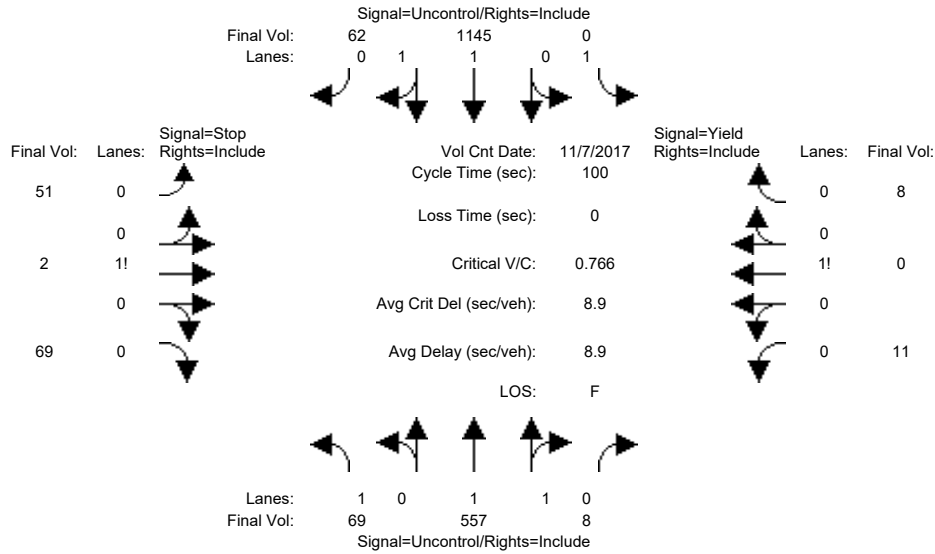 Signal=Uncontrol/Rights=Include
Final Vol: 62 1145 0
Lanes: 0 1 1 0 1
Signal=Stop
Final Vol: Lanes: Rights=Include
Vol Cnt Date: 11/7/2017
Signal=Yield
Rights=Include Lanes: Final Vol:
Cycle Time (sec): 100
51 0
0 8
Loss Time (sec): 0
0
0
2 1!
Critical V/C: 0.766
1! 0
0
Avg Crit Del (sec/veh): 8.9
0
69 0
Avg Delay (sec/veh): 8.9
0 11
LOS: F
Lanes: 1 0 1 1 0
Final Vol: 69 557 8
Signal=Uncontrol/Rights=Include